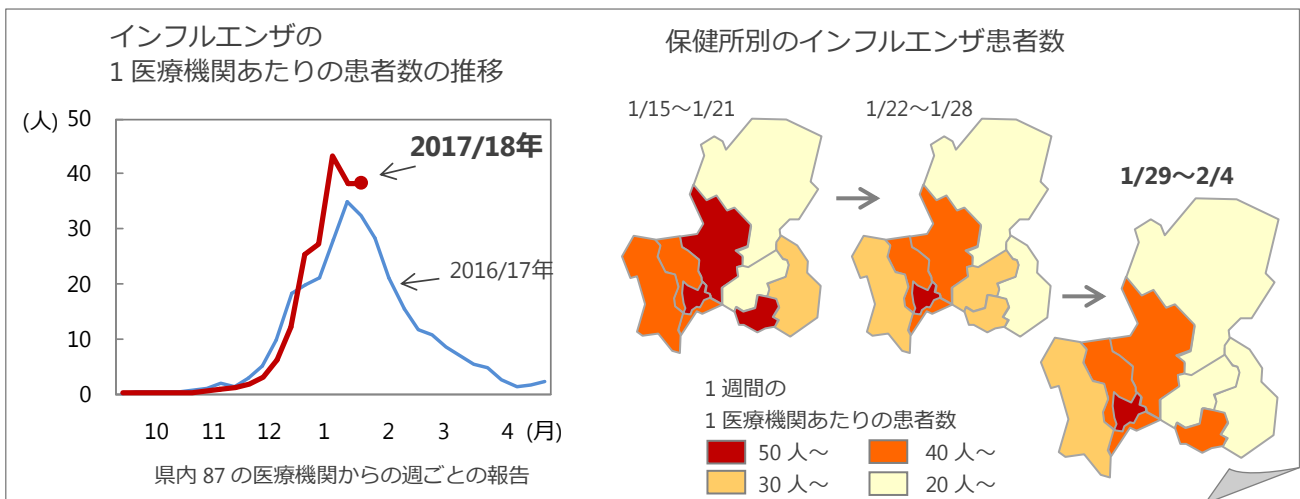 インフルエンザの
1 医療機関あたりの患者数の推移
(人)
50
40
30
20
10
0
2017/18年
2016/17年
10 11 12 1 2 3 4 (月)
県内 87 の医療機関からの週ごとの報告
保健所別のインフルエンザ患者数
1/15～1/21
1/22～1/28
1/29～2/4
1 週間の
1 医療機関あたりの患者数
50 人～ 40 人～
30 人～ 20 人～